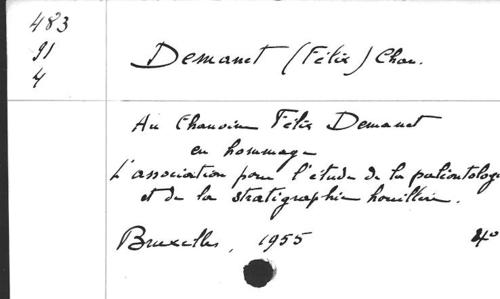 483
91
4
Demanet (Félix) Chan.
Au Chanoine Félix Demanet
en hommage
L'association pour l'étude de la paléontologie
et de la stratigraphie houillère.
Bruxelles, 1955 4°